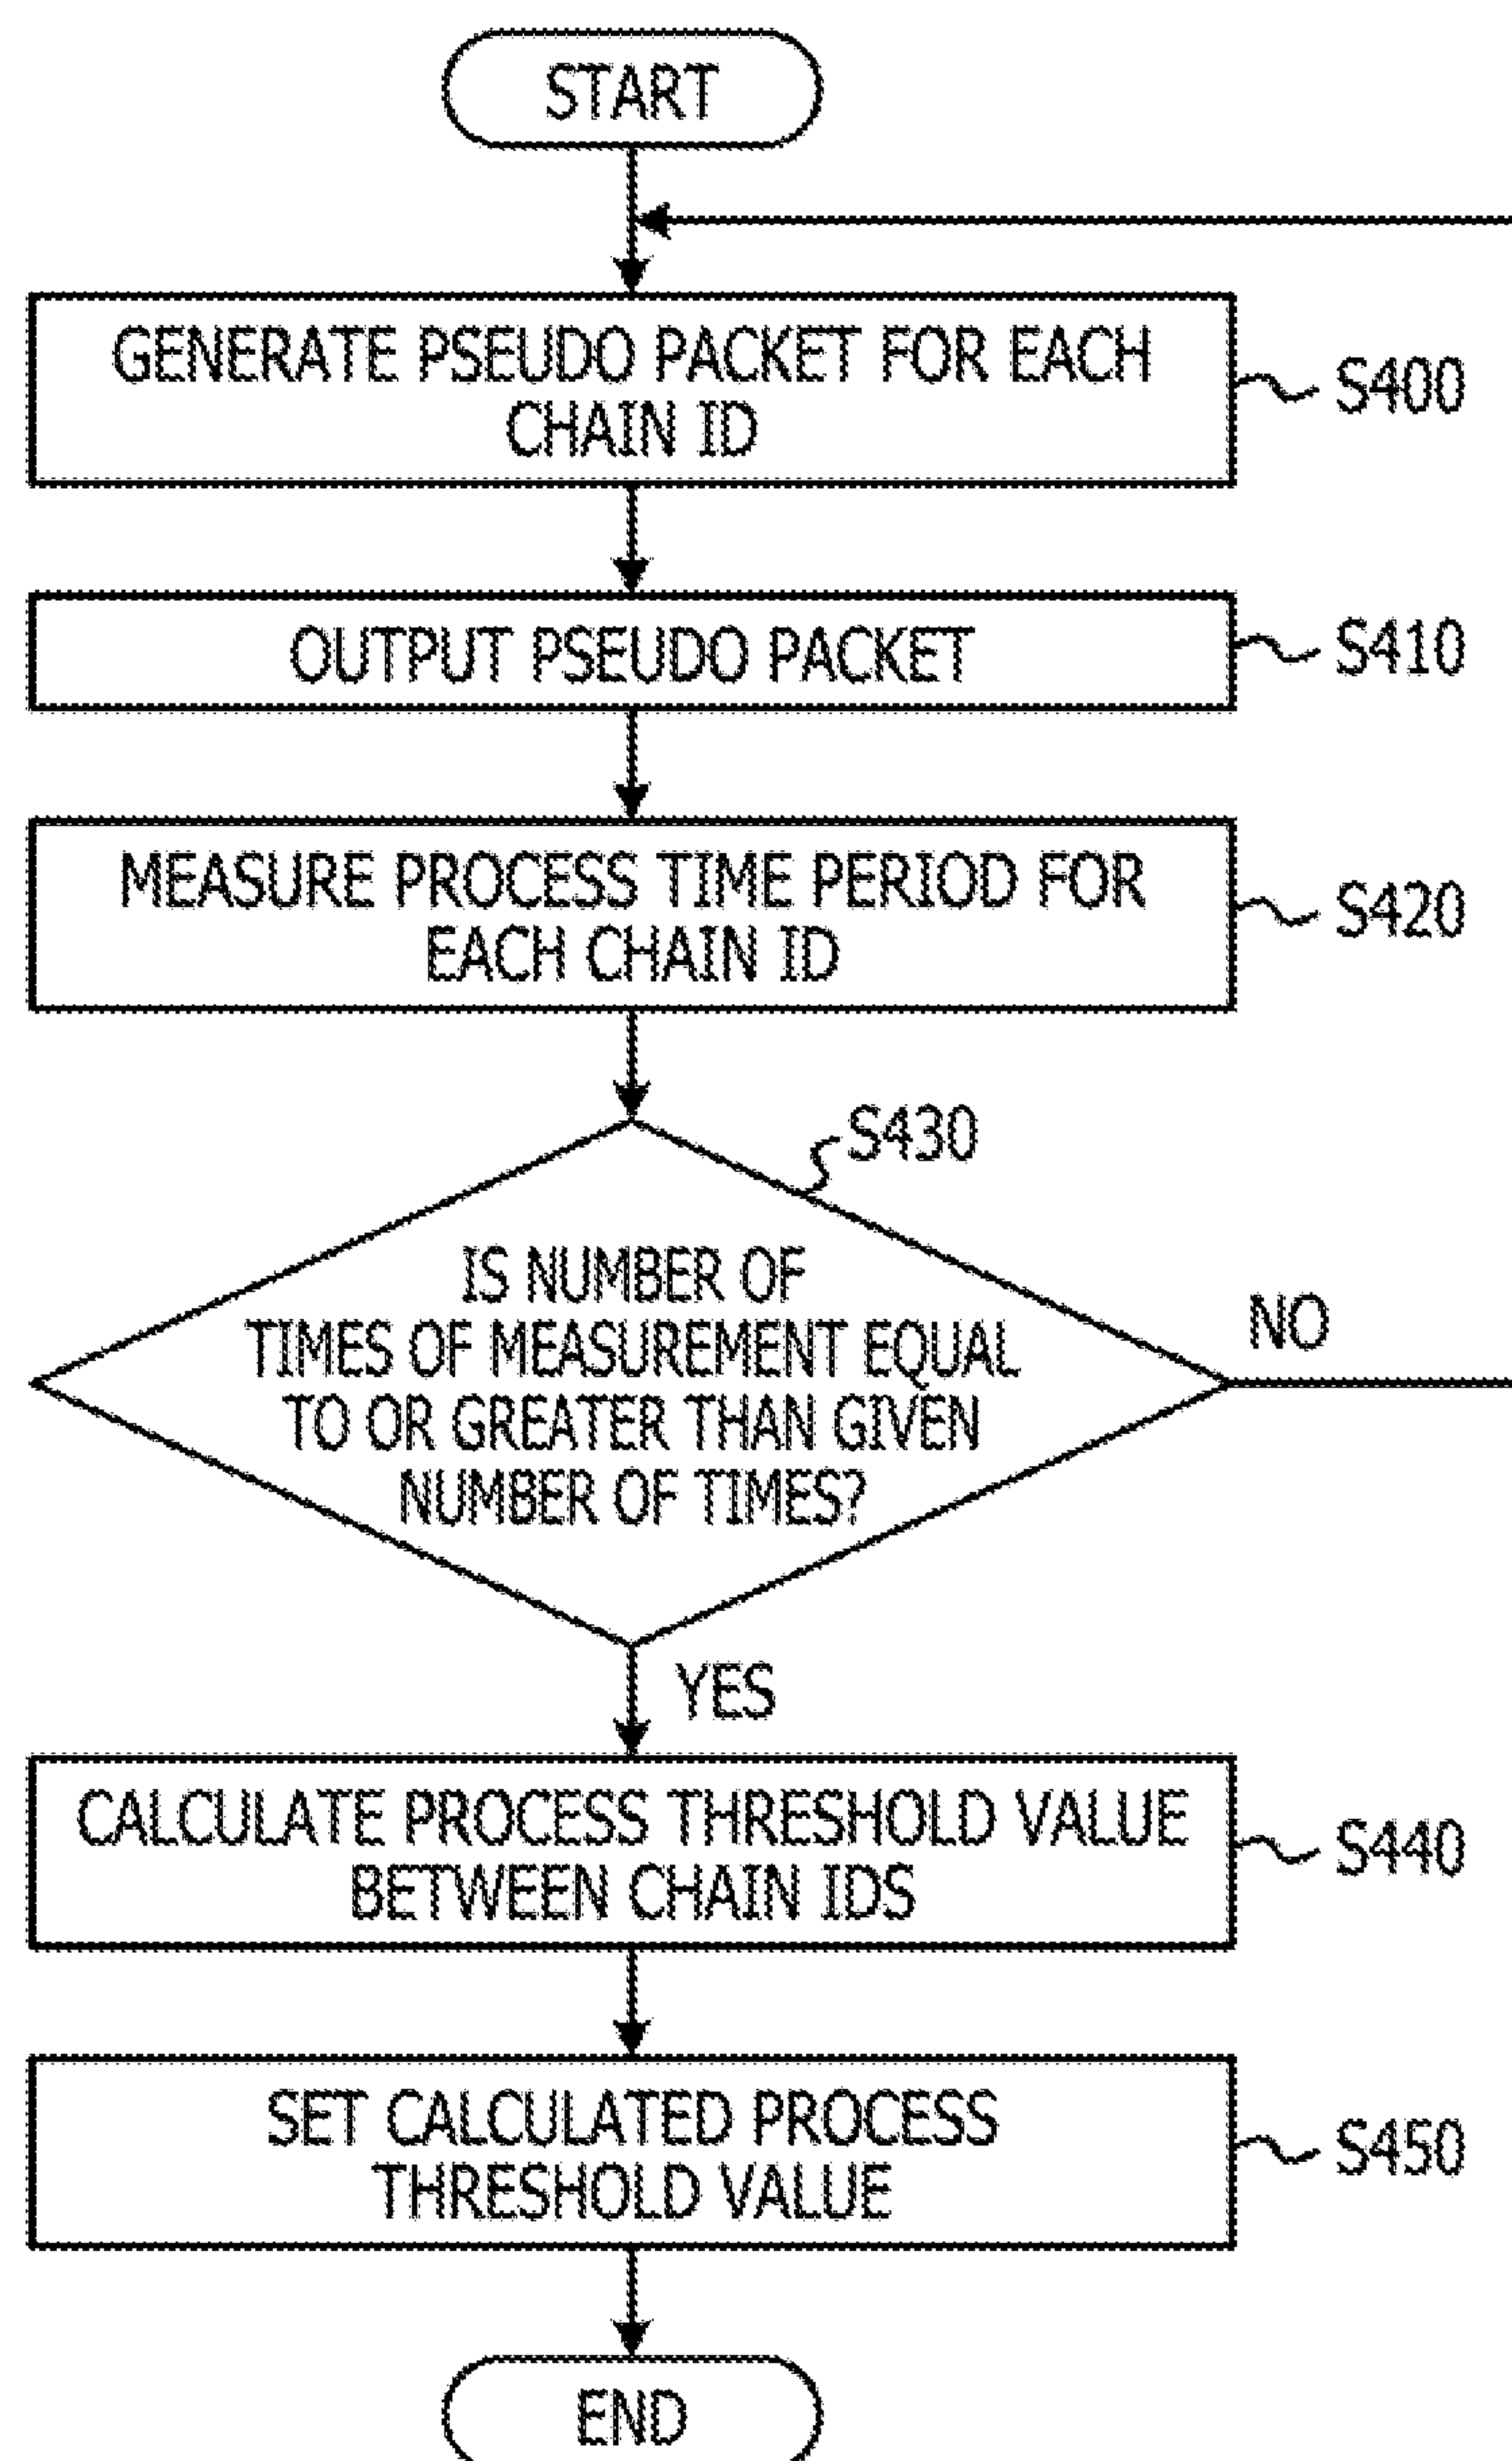 START
GENERATE PSEUDO PACKET FOR EACH
CHAIN ID
S400
OUTPUT PSEUDO PACKET
S410
MEASURE PROCESS TIME PERIOD FOR
EACH CHAIN ID
S420
S430
IS NUMBER OF
TIMES OF MEASUREMENT EQUAL
TO OR GREATER THAN GIVEN
NUMBER OF TIMES?
NO
YES
CALCULATE PROCESS THRESHOLD VALUE
BETWEEN CHAIN IDS
S440
SET CALCULATED PROCESS
THRESHOLD VALUE
S450
END